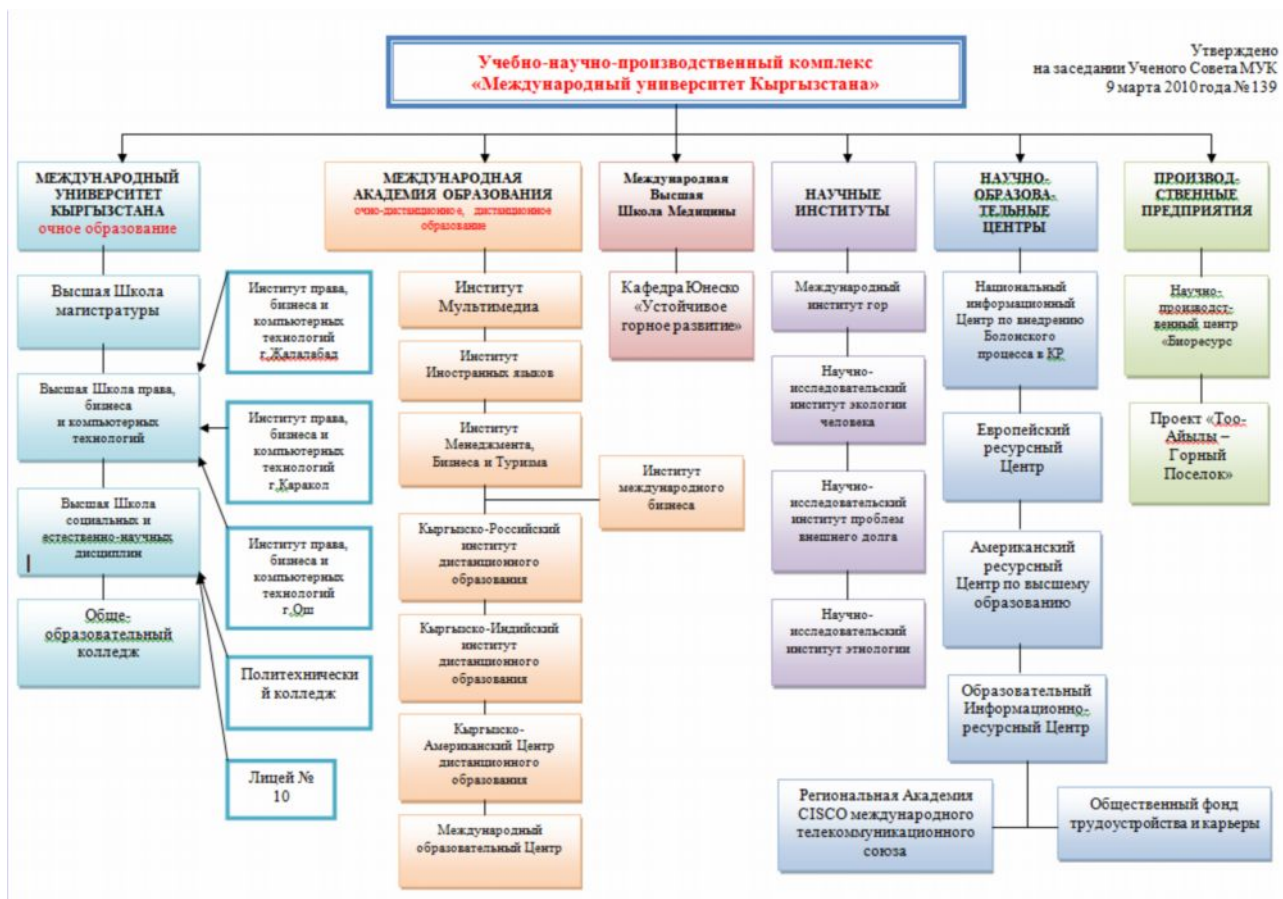 Учебно-научно-производственный комплекс
«Международный университет Кыргызстана»
Утверждено
на заседании Ученого Совета МУК
9 марта 2010 года № 139
МЕЖДУНАРОДНЫЙ
УНИВЕРСИТЕТ
КЫРГЫЗСТАНА
очное образование
Высшая Школа
магистратуры
Высшая Школа права,
бизнеса
и компьютерных
технологий
Высшая Школа
социальных и
естественно-научных
дисциплин
Обще-
образовательный
колледж
Институт права,
бизнеса и
компьютерных
технологий
г.Жалалабад
Институт права,
бизнеса и
компьютерных
технологий
г.Каракол
Институт права,
бизнеса и
компьютерных
технологий
г.Ош
Политехнически
й колледж
Лицей №
10
МЕЖДУНАРОДНАЯ
АКАДЕМИЯ ОБРАЗОВАНИЯ
очно-дистанционное, дистанционное
образование
Институт
Мультимедиа
Институт
Иностранных языков
Институт
Менеджмента,
Бизнеса и Туризма
Институт
международного
бизнеса
Кыргызско-Российский
институт
дистанционного
образования
Кыргызско-Индийский
институт
дистанционного
образования
Кыргызско-
Американский Центр
дистанционного
образования
Международный
образовательный Центр
Международная
Высшая
Школа Медицины
Кафедра Юнеско
«Устойчивое
горное развитие»
НАУЧНЫЕ
ИНСТИТУТЫ
Международный
институт гор
Научно-
исследовательский
институт экологии
человека
Научно-
исследовательский
институт проблем
внешнего долга
Научно-
исследовательский
институт этнологии
НАУЧНО-
ОБРАЗОВА-
ТЕЛЬНЫЕ
ЦЕНТРЫ
Национальный
информационный
Центр по внедрению
Болонского
процесса в КР
Европейский
ресурсный
Центр
Американский
ресурсный
Центр по высшему
образованию
Образовательный
Информационно-
ресурсный Центр
Региональная Академия
CISCO международного
телекоммуникационного
союза
Общественный фонд
трудоустройства и карьеры
ПРОИЗВОД-
СТВЕННЫЕ
ПРЕДПРИЯТИЯ
Научно-
производст-
венный центр
«Биоресурс
Проект «Тоо-
Айылы –
Горный
Поселок»